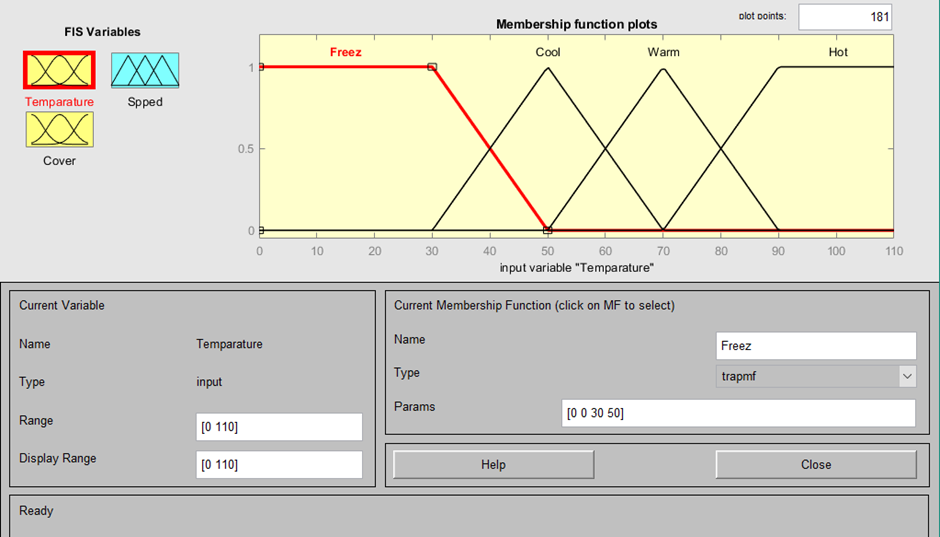 FIS Variables
Temparature
Spped
Cover
plot points:
181
Membership function plots
Freez
Cool
Warm
Hot
1
0.5
0
0 10 20 30 40 50 60 70 80 90 100 110
input variable "Temparature"
Current Variable
Name Temparature
Type input
Range [0 110]
Display Range [0 110]
Current Membership Function (click on MF to select)
Name Freez
Type trapmf
Params [0 0 30 50]
Help Close
Ready